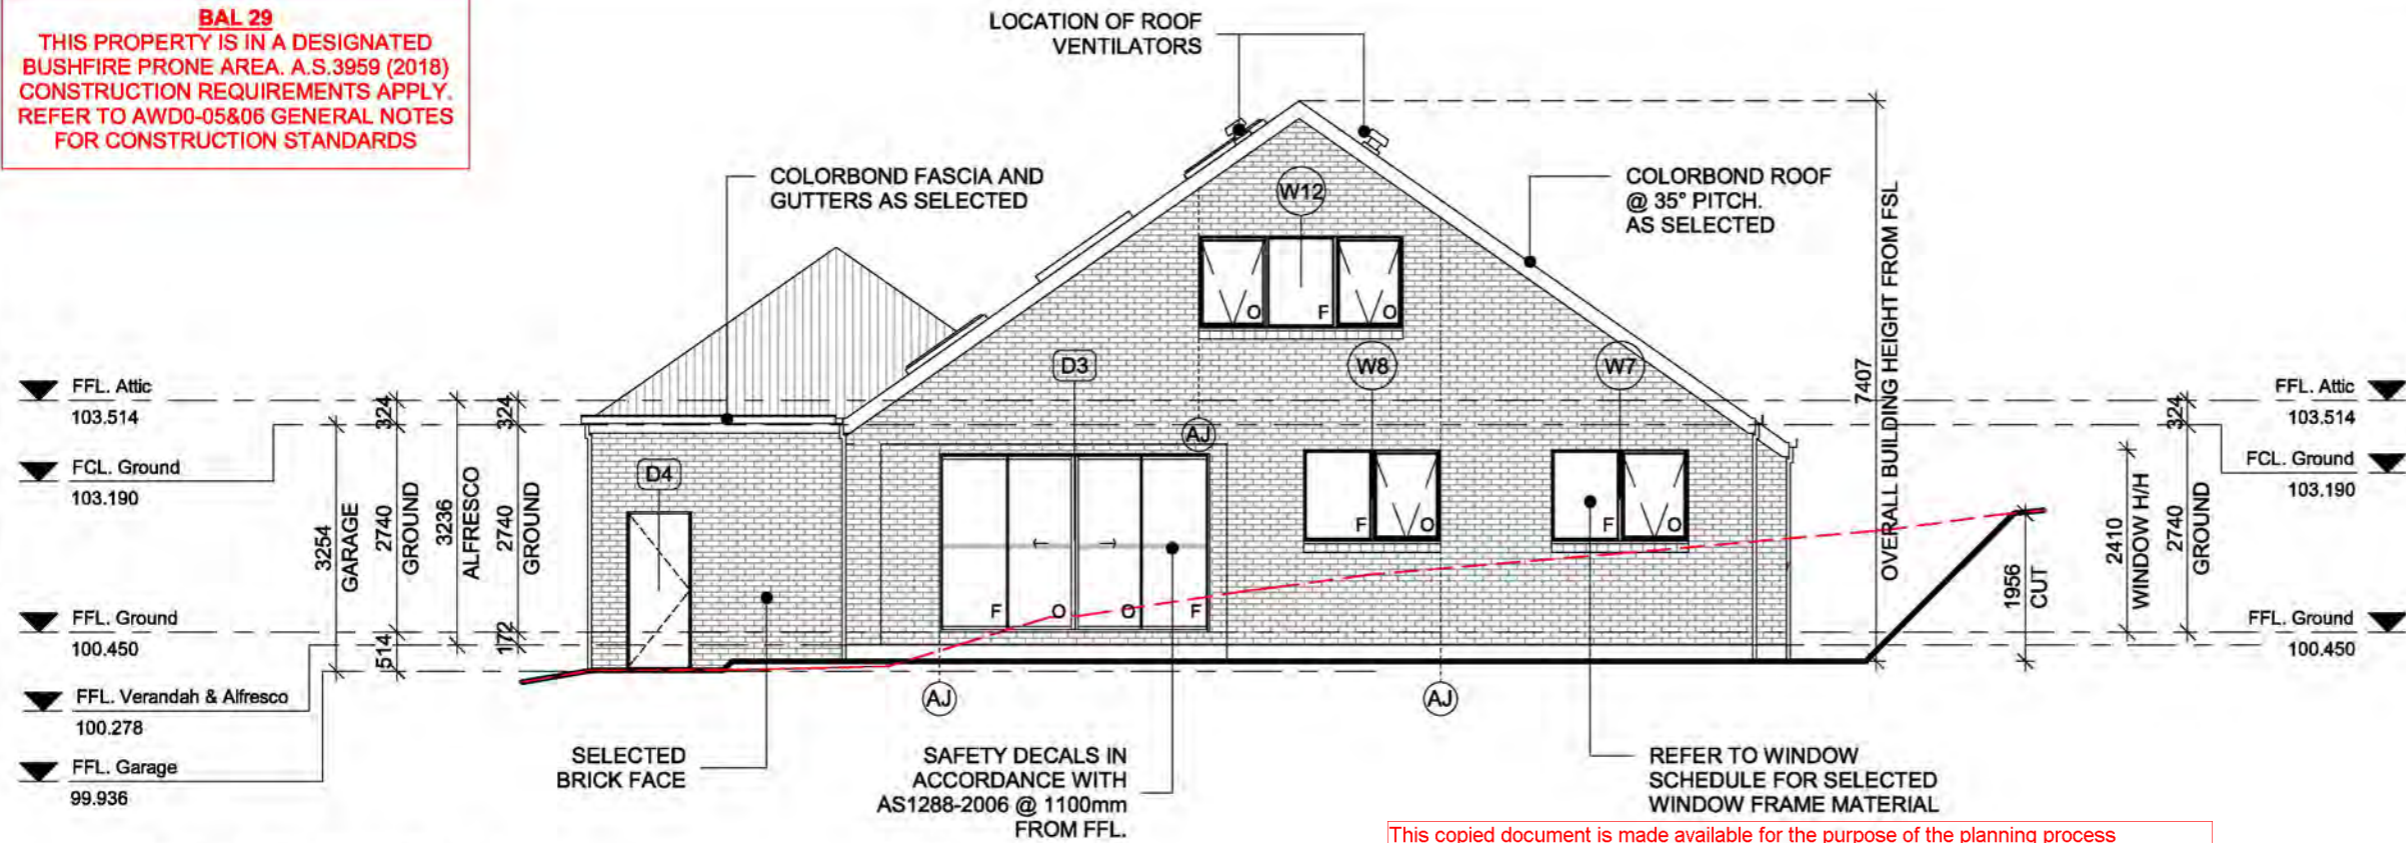 BAL 29
THIS PROPERTY IS IN A DESIGNATED
BUSHFIRE PRONE AREA. A.S.3959 (2018)
CONSTRUCTION REQUIREMENTS APPLY.
REFER TO AWD0-05&06 GENERAL NOTES
FOR CONSTRUCTION STANDARDS
LOCATION OF ROOF
VENTILATORS
COLORBOND FASCIA AND
GUTTERS AS SELECTED
COLORBOND ROOF
@ 35° PITCH.
AS SELECTED
W12
O
F
O
D3
W8
W7
AJ
D4
F
O
O
F
F
O
F
O
AJ
AJ
FFL. Attic
103.514
FCL. Ground
103.190
FFL. Ground
100.450
FFL. Verandah & Alfresco
100.278
FFL. Garage
99.936
3254
GARAGE
324
2740
GROUND
514
3236
ALFRESCO
324
2740
GROUND
172
7407
OVERALL BUILDING HEIGHT FROM FSL
1956
CUT
2410
WINDOW H/H
324
2740
GROUND
FFL. Attic
103.514
FCL. Ground
103.190
FFL. Ground
100.450
SELECTED
BRICK FACE
SAFETY DECALS IN
ACCORDANCE WITH
AS1288-2006 @ 1100mm
FROM FFL.
REFER TO WINDOW
SCHEDULE FOR SELECTED
WINDOW FRAME MATERIAL
This copied document is made available for the purpose of the planning process